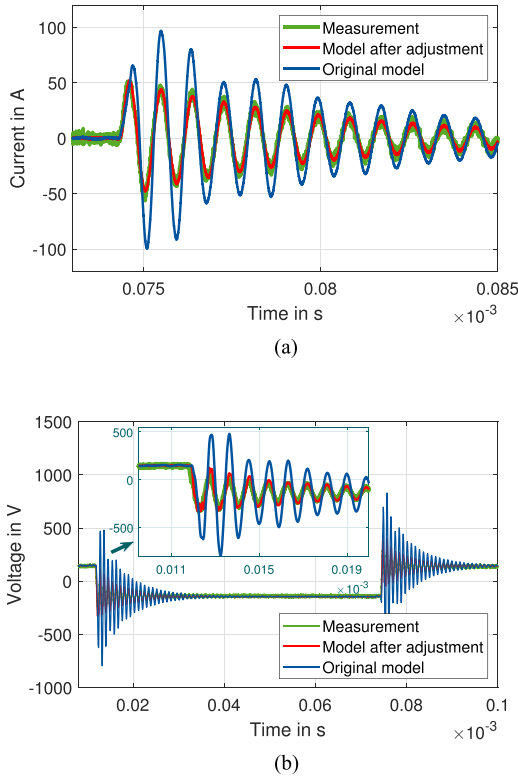 100
50
0
-50
-100
Current in A
Measurement
Model after adjustment
Original model
0.075
0.08
0.085
Time in s
×10⁻³
(a)
1500
1000
500
0
-500
-1000
Voltage in V
500
0
-500
0.011
0.015
0.019
×10⁻³
Measurement
Model after adjustment
Original model
0.02
0.04
0.06
0.08
0.1
Time in s
×10⁻³
(b)